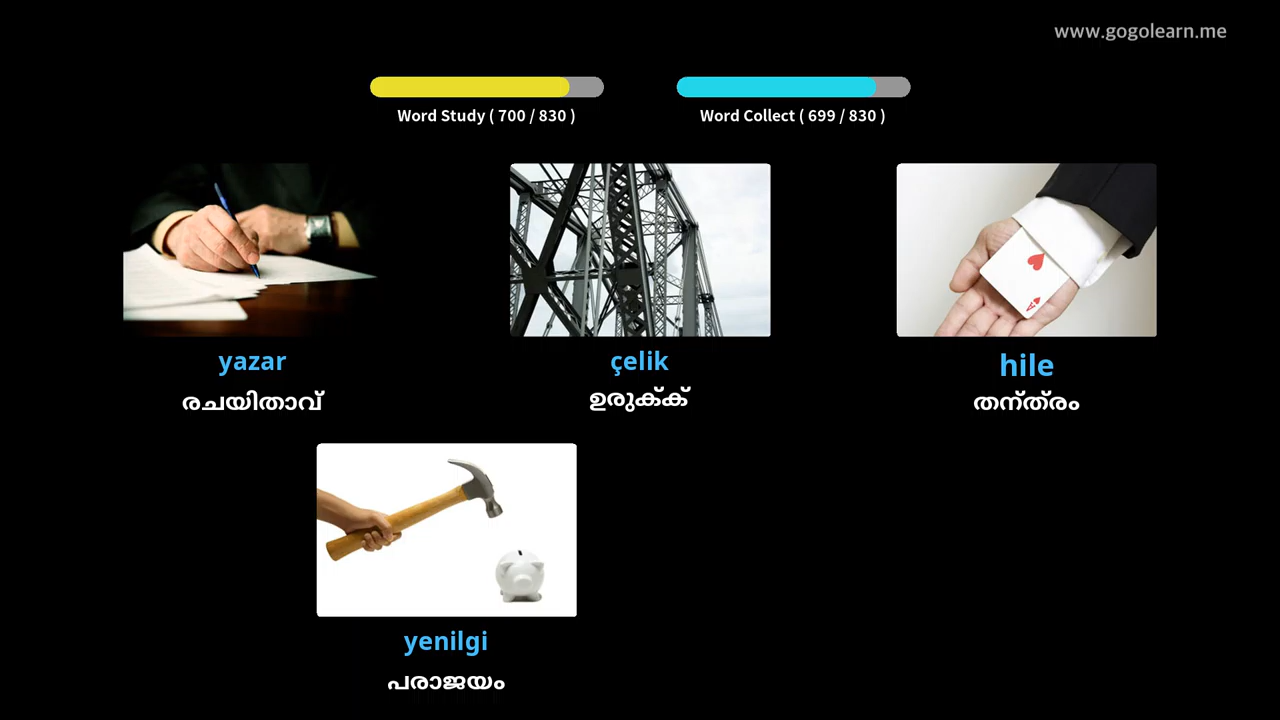 www.gogolearn.me
Word Study ( 700 / 830 )
Word Collect ( 699 / 830 )
yazar
çelik
hile
രചയിതാവ്
ഉരുക്ക്
തന്ത്രം
yenilgi
പരാജയം